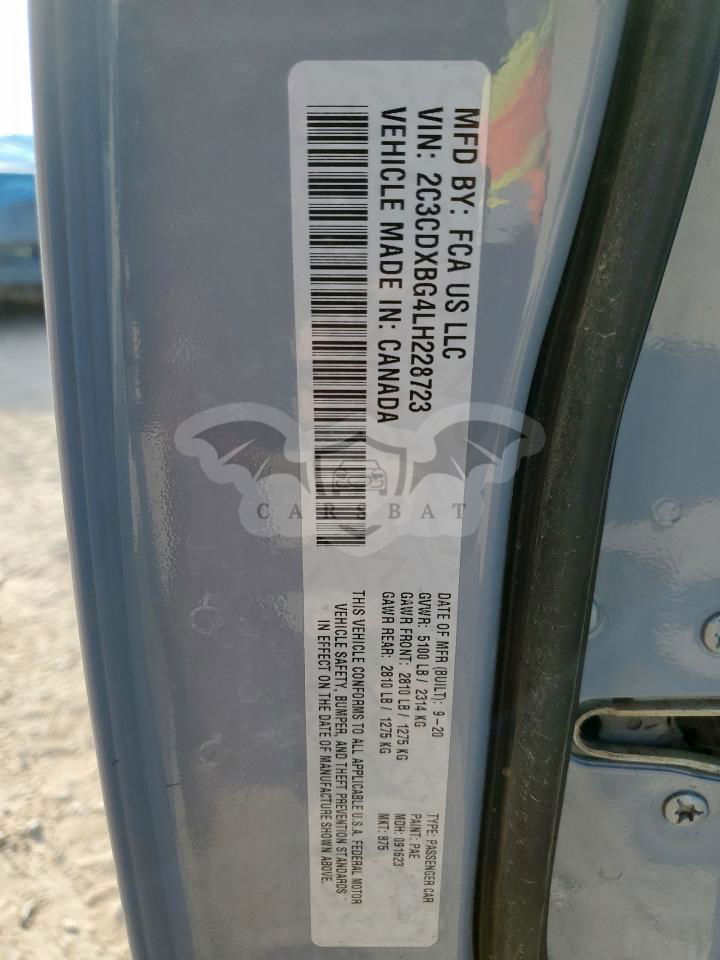 MFD BY: FCA US LLC
VIN: 2C3CDXBG4LH228723
VEHICLE MADE IN: CANADA
DATE OF MFR (BUILT): 9-20
GVWR: 5100 LB / 2314 KG
GAWR FRONT: 2810 LB / 1275 KG
GAWR REAR: 2810 LB / 1275 KG
THIS VEHICLE CONFORMS TO ALL APPLICABLE U.S.A. FEDERAL MOTOR
VEHICLE SAFETY, BUMPER, AND THEFT PREVENTION STANDARDS
IN EFFECT ON THE DATE OF MANUFACTURE SHOWN ABOVE.
TYPE: PASSENGER CAR
PAINT: PAE
MDH: 091623
MKT: 875
CARSBAT